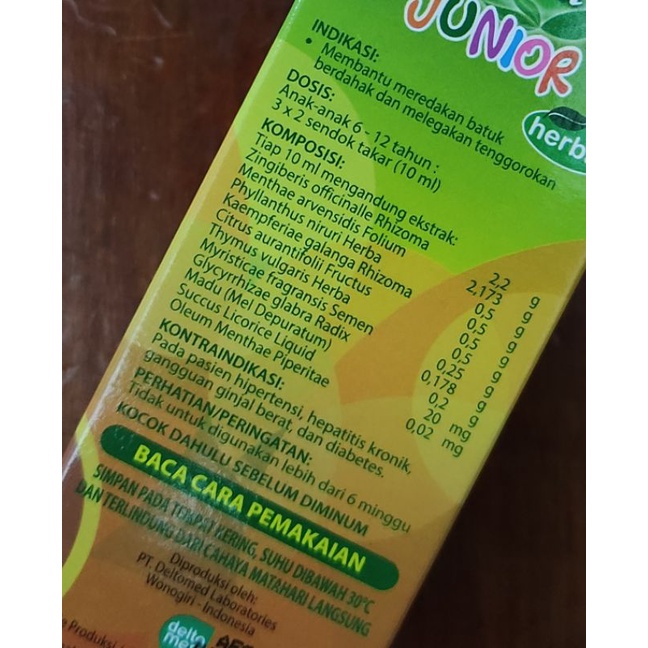 JUNIOR
herb
INDIKASI:
• Membantu meredakan batuk
berdahak dan melegakan tenggorokan
DOSIS:
Anak-anak 6 - 12 tahun :
3 x 2 sendok takar (10 ml)
KOMPOSISI:
Tiap 10 ml mengandung ekstrak:
Zingiberis officinalle Rhizoma 2,2 g
Menthae arvensidis Folium 2,173 g
Phyllanthus niruri Herba 0,5 g
Kaempferiae galanga Rhizoma 0,5 g
Citrus aurantifolii Fructus 0,5 g
Thymus vulgaris Herba 0,5 g
Myristicae fragransis Semen 0,25 g
Glycyrrhizae glabra Radix 0,178 g
Madu (Mel Depuratum) 0,2 g
Succus Licorice Liquid 20 mg
Oleum Menthae Piperitae 0,02 mg
KONTRAINDIKASI:
Pada pasien hipertensi, hepatitis kronik,
gangguan ginjal berat, dan diabetes.
PERHATIAN/PERINGATAN:
Tidak untuk digunakan lebih dari 6 minggu
KOCOK DAHULU SEBELUM DIMINUM
BACA CARA PEMAKAIAN
SIMPAN PADA TEMPAT KERING, SUHU DIBAWAH 30°C
DAN TERLINDUNG DARI CAHAYA MATAHARI LANGSUNG
Diproduksi oleh:
PT. Deltomed Laboratories
Wonogiri - Indonesia
Produksi